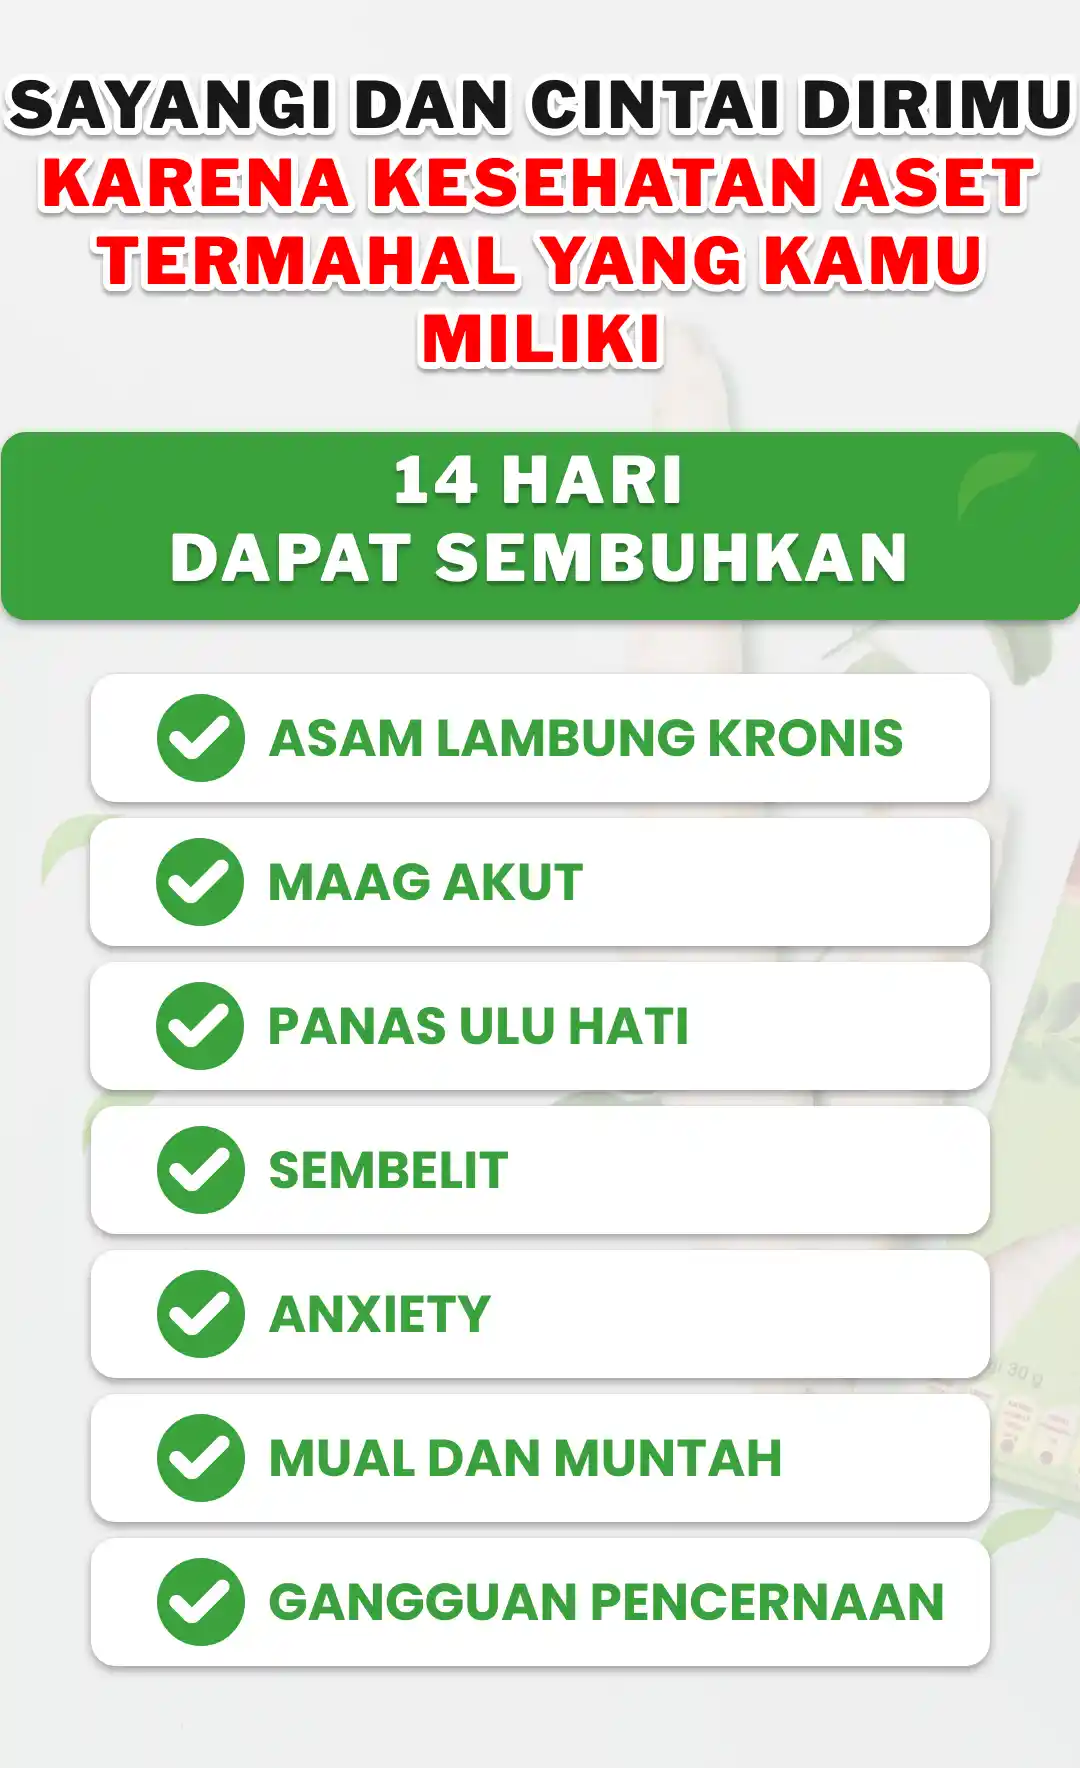 SAYANGI DAN CINTAI DIRIMU
KARENA KESEHATAN ASET
TERMAHAL YANG KAMU
MILIKI
14 HARI
DAPAT SEMBUHKAN
ASAM LAMBUNG KRONIS
MAAG AKUT
PANAS ULU HATI
SEMBELIT
ANXIETY
30 g
MUAL DAN MUNTAH
GANGGUAN PENCERNAAN